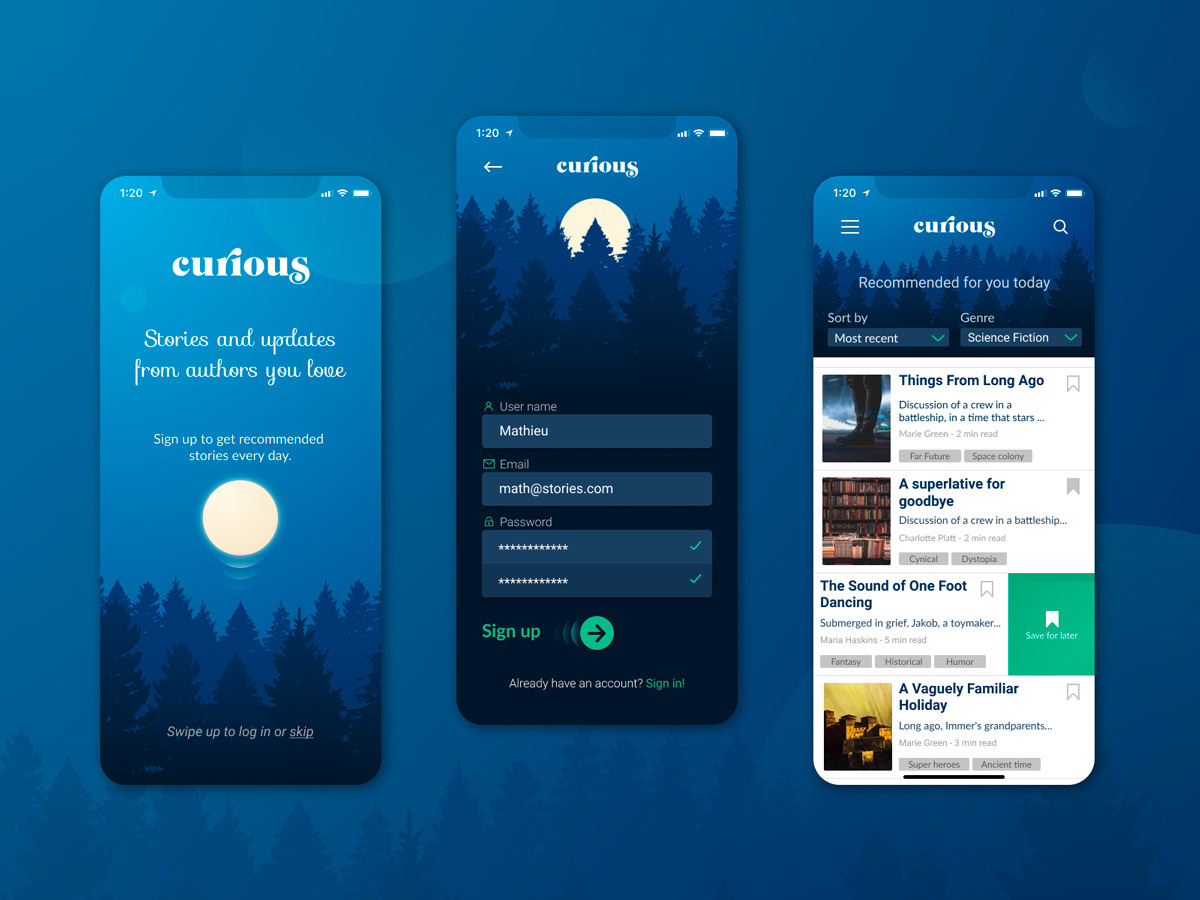 1:20
curious
Stories and updates
from authors you love
Sign up to get recommended
stories every day.
Swipe up to log in or skip
1:20
curious
User name
Mathieu
Email
math@stories.com
Password
************
************
Sign up
Already have an account? Sign in!
1:20
curious
Recommended for you today
Sort by
Genre
Most recent
Science Fiction
Things From Long Ago
Discussion of a crew in a
battleship, in a time that stars ...
Marie Green - 2 min read
Far Future
Space colony
A superlative for
goodbye
Discussion of a crew in a battleship...
Charlotte Platt - 2 min read
Cynical
Dystopia
The Sound of One Foot
Dancing
Submerged in grief, Jakob, a toymaker...
Maria Haskins - 5 min read
Fantasy
Historical
Humor
Save for later
A Vaguely Familiar
Holiday
Long ago, Immer's grandparents...
Marie Green - 3 min read
Super heroes
Ancient time